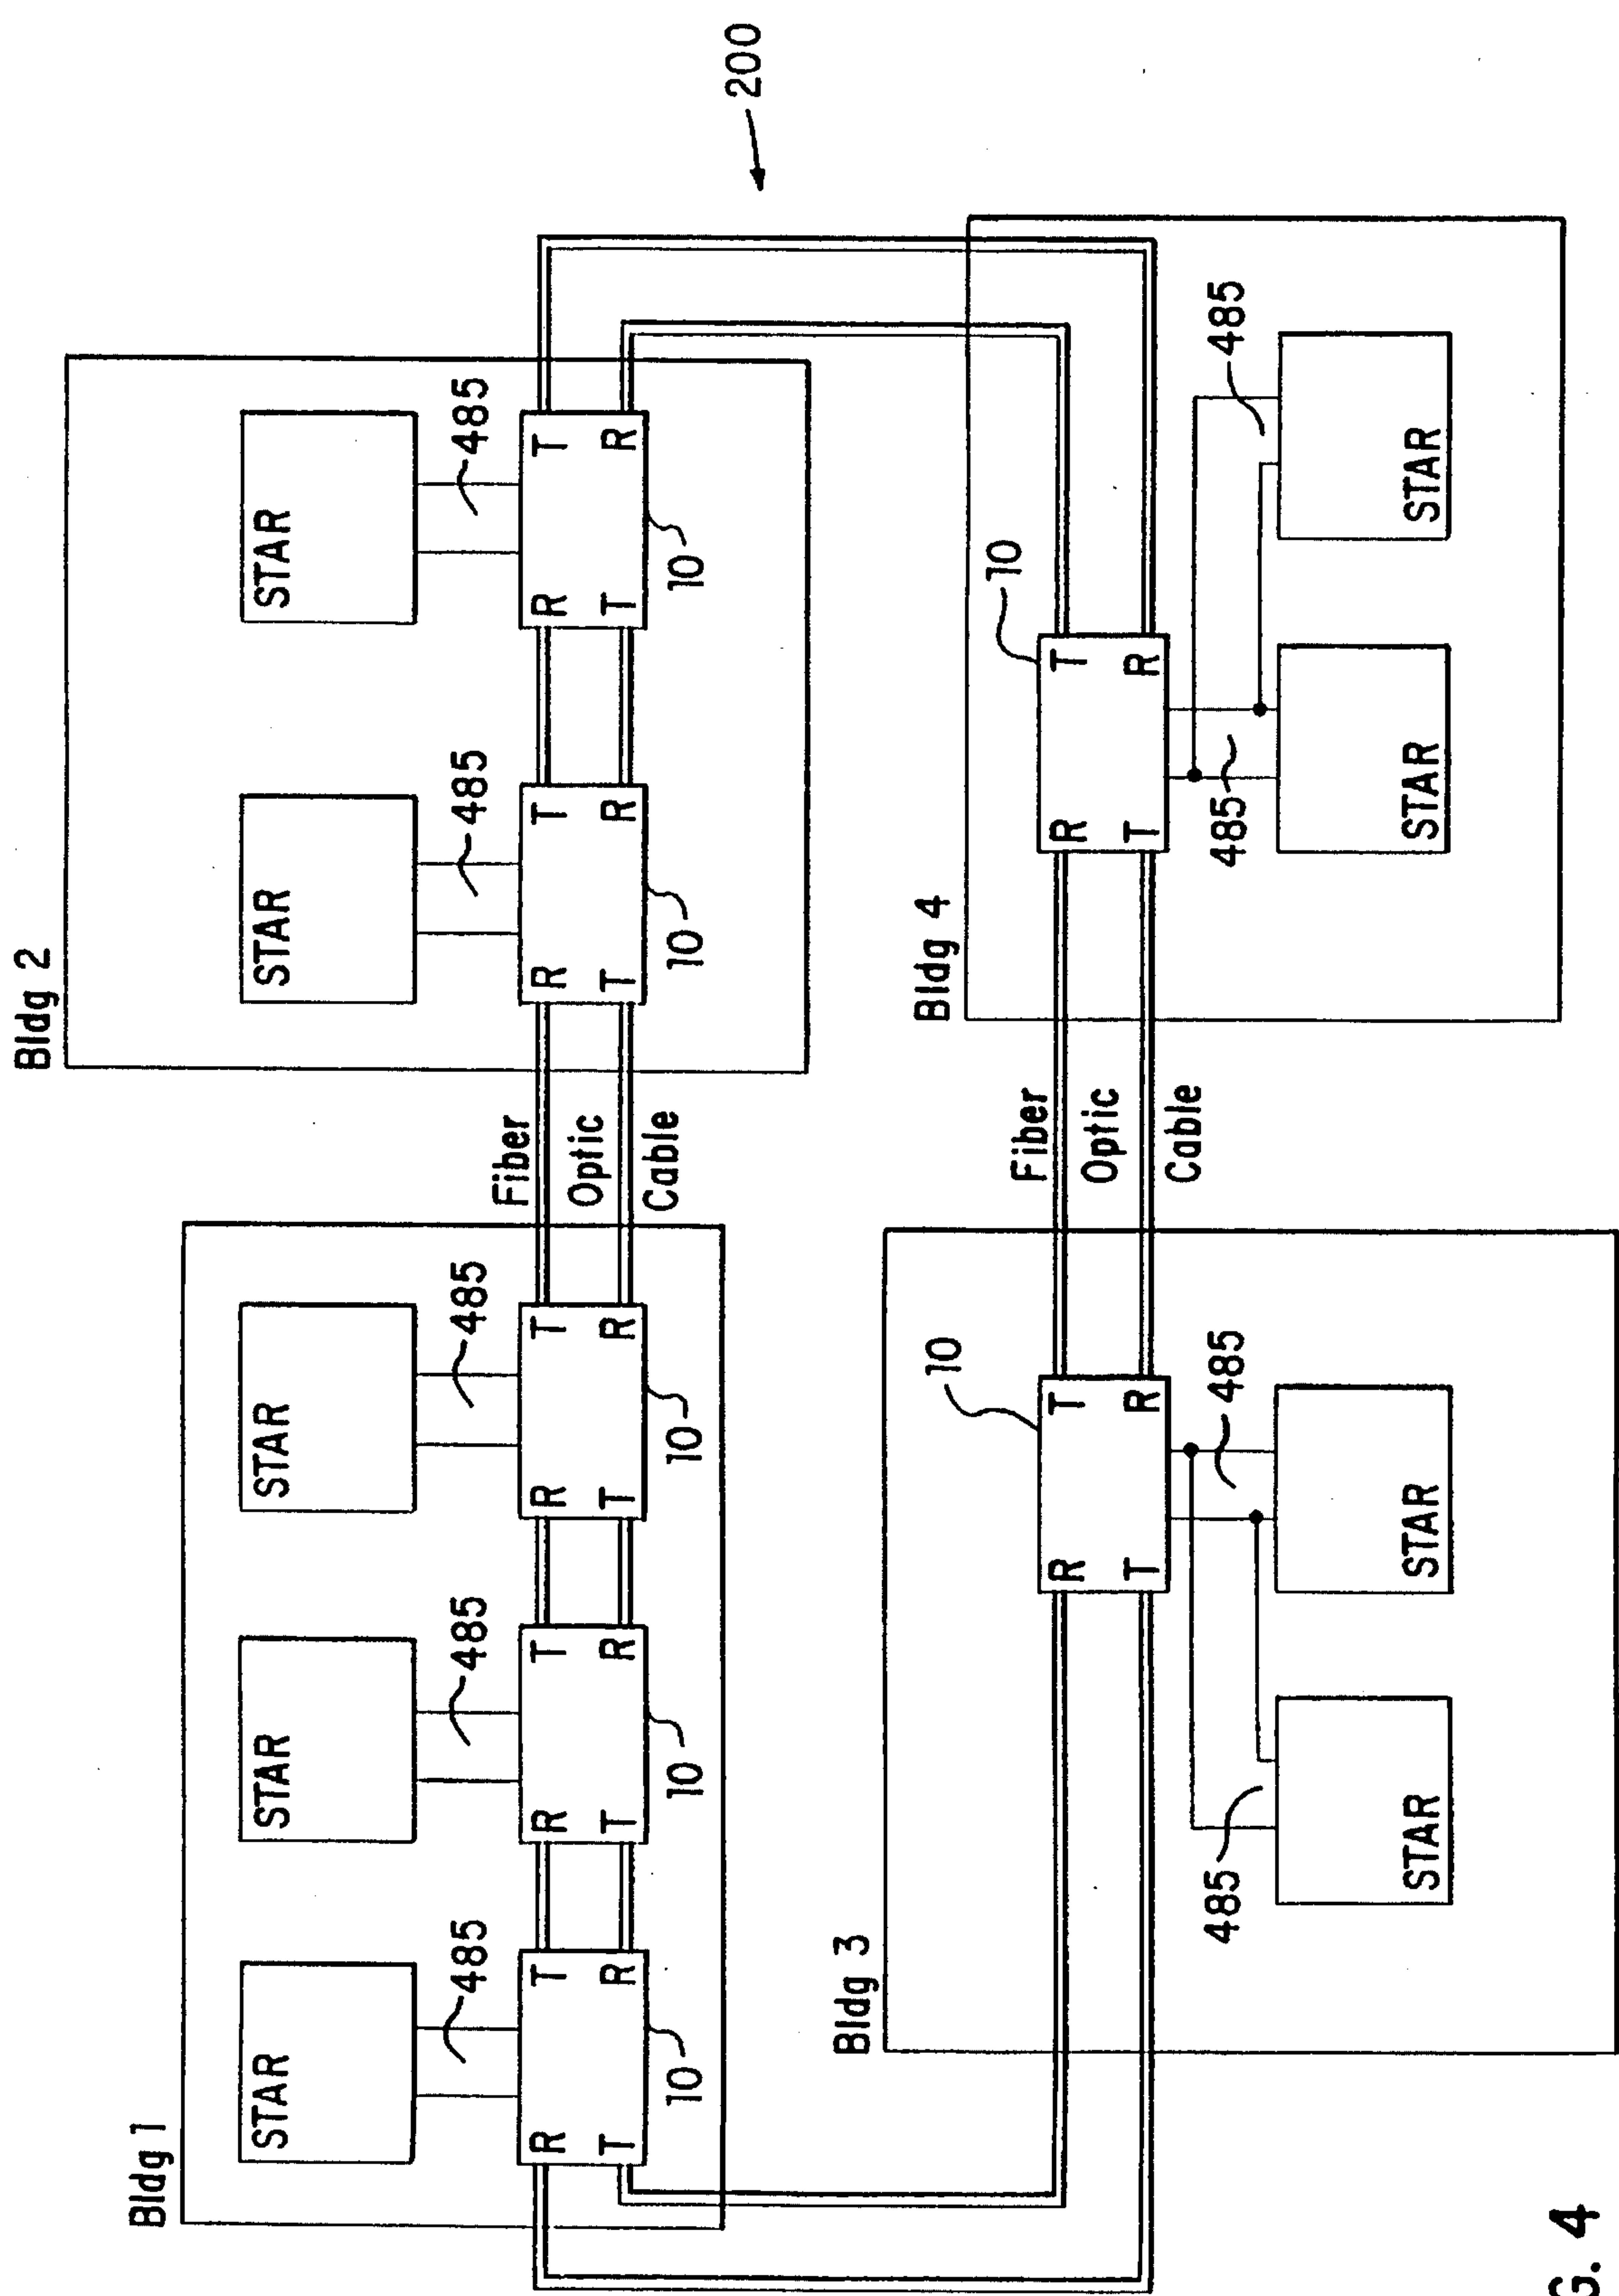 Bldg 2
Bldg 1
STAR STAR STAR STAR STAR
485 485 485 485 485
Fiber
R T R T R T R T R T
Optic
T R T R T R T R T R
Cable
10 10 10 10 10
200
Bldg 3
Bldg 4
10 10
Fiber
R T R T
Optic
T R T R
Cable
485 485 485 485
STAR STAR STAR STAR
G. 4